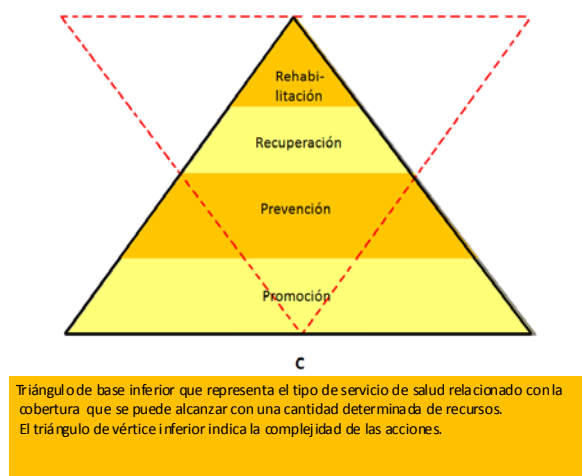 Rehabi-
litación
Recuperación
Prevención
Promoción
C
Triángulo de base inferior que representa el tipo de servicio de salud relacionado con la
cobertura que se puede alcanzar con una cantidad determinada de recursos.
El triángulo de vértice inferior indica la complejidad de las acciones.